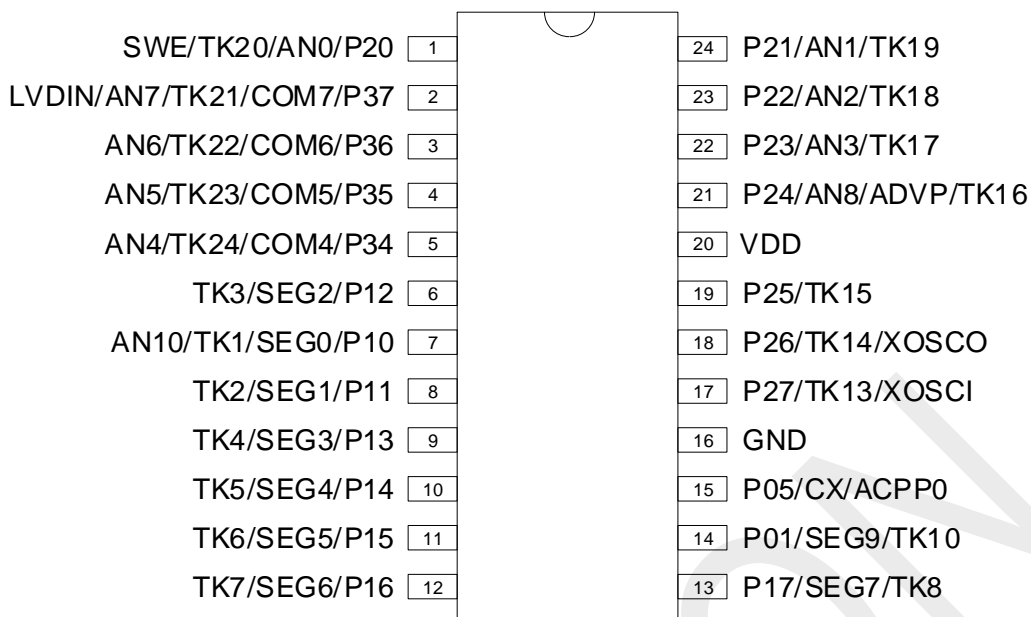 SWE/TK20/AN0/P20 1 24 P21/AN1/TK19
LVDIN/AN7/TK21/COM7/P37 2 23 P22/AN2/TK18
AN6/TK22/COM6/P36 3 22 P23/AN3/TK17
AN5/TK23/COM5/P35 4 21 P24/AN8/ADVP/TK16
AN4/TK24/COM4/P34 5 20 VDD
TK3/SEG2/P12 6 19 P25/TK15
AN10/TK1/SEG0/P10 7 18 P26/TK14/XOSCO
TK2/SEG1/P11 8 17 P27/TK13/XOSCI
TK4/SEG3/P13 9 16 GND
TK5/SEG4/P14 10 15 P05/CX/ACPP0
TK6/SEG5/P15 11 14 P01/SEG9/TK10
TK7/SEG6/P16 12 13 P17/SEG7/TK8